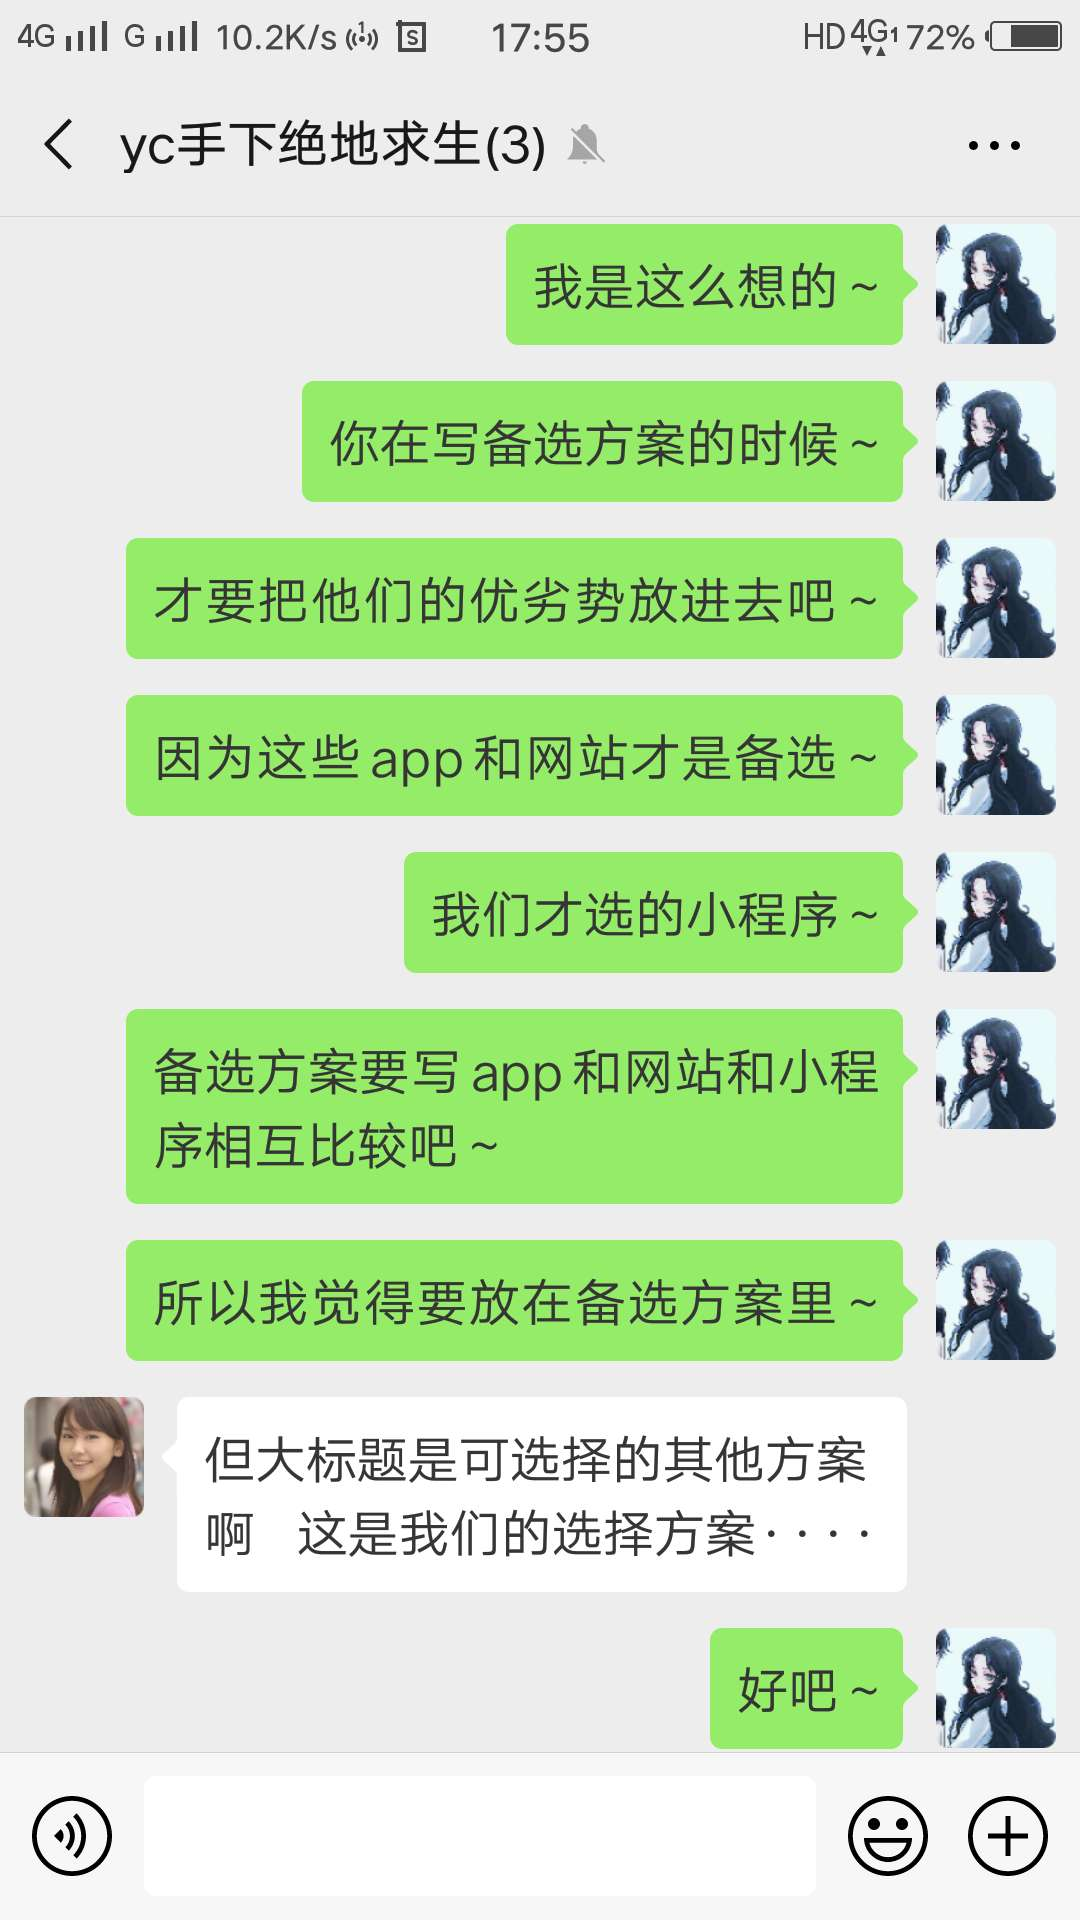 4G G 10.2K/s 17:55 HD 4G 1 72%
yc手下绝地求生(3)
我是这么想的~
你在写备选方案的时候~
才要把他们的优劣势放进去吧~
因为这些app和网站才是备选~
我们才选的小程序~
备选方案要写app和网站和小程
序相互比较吧~
所以我觉得要放在备选方案里~
但大标题是可选择的其他方案
啊 这是我们的选择方案····
好吧~